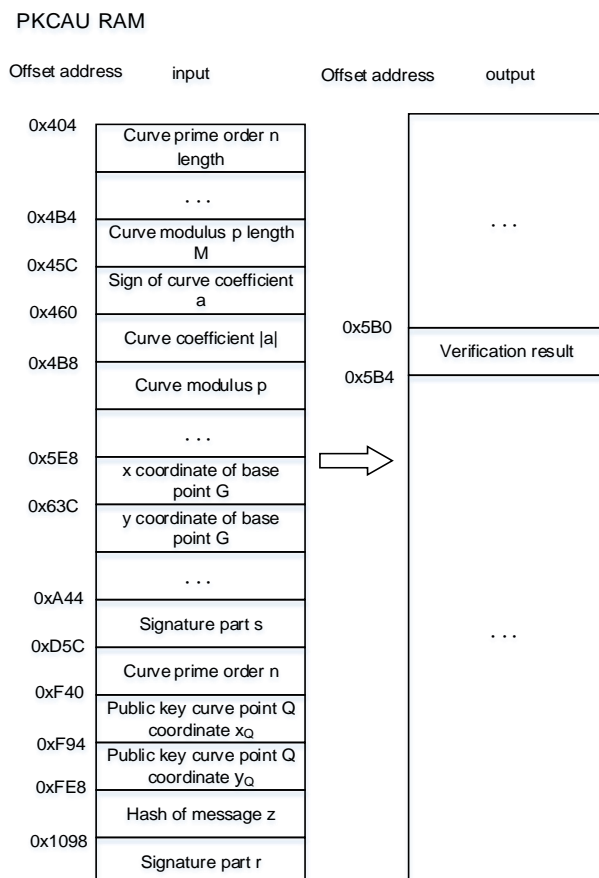 PKCAU RAM
Offset address
input
Offset address
output
0x404
Curve prime order n
length
. . .
0x4B4
Curve modulus p length
M
0x45C
Sign of curve coefficient
a
0x460
Curve coefficient |a|
0x4B8
Curve modulus p
. . .
0x5E8
x coordinate of base
point G
0x63C
y coordinate of base
point G
. . .
0xA44
Signature part s
0xD5C
Curve prime order n
0xF40
Public key curve point Q
coordinate xQ
0xF94
Public key curve point Q
coordinate yQ
0xFE8
Hash of message z
0x1098
Signature part r
. . .
0x5B0
Verification result
0x5B4
. . .